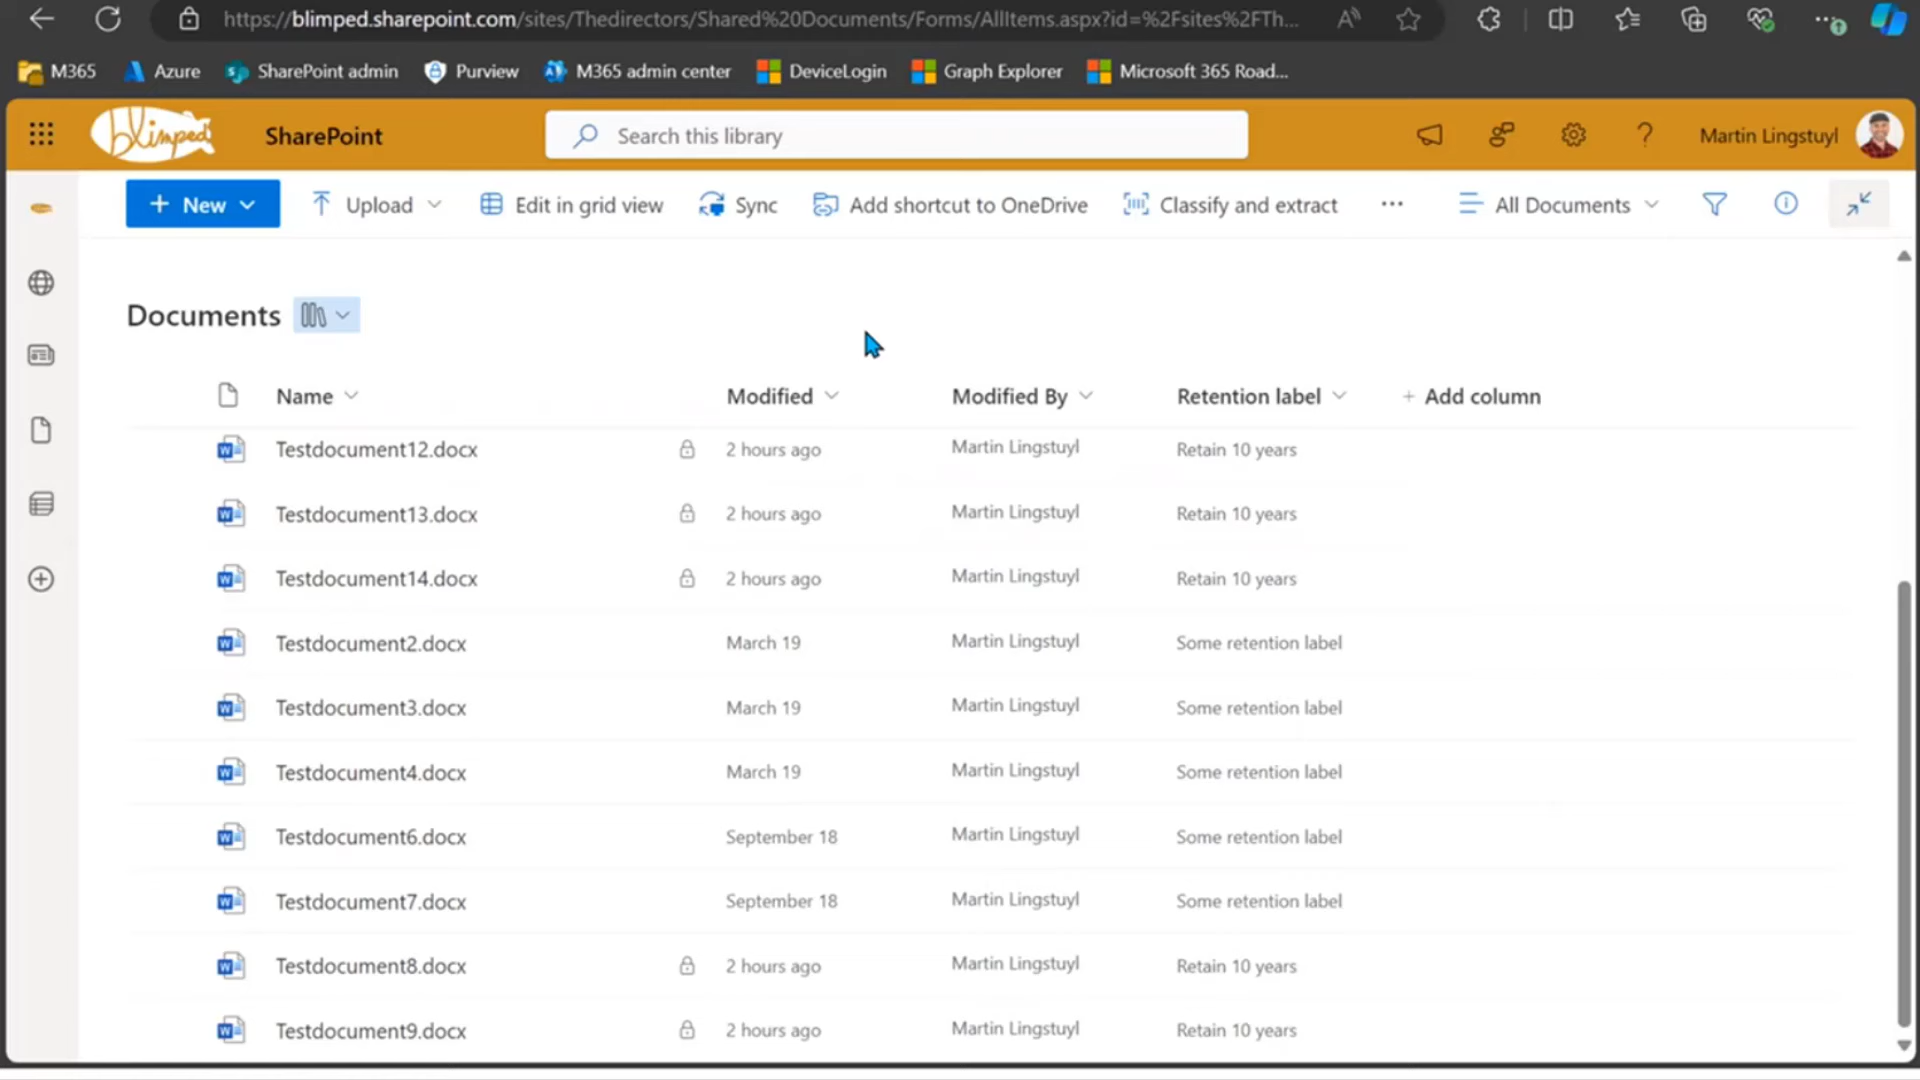 https://blimped.sharepoint.com/sites/Thedirectors/Shared%20Documents/Forms/AllItems.aspx?id=%2Fsites%2FTh...
M365 Azure SharePoint admin Purview M365 admin center DeviceLogin Graph Explorer Microsoft 365 Road...
blimped SharePoint Search this library Martin Lingstuyl
New Upload Edit in grid view Sync Add shortcut to OneDrive Classify and extract ... All Documents
Documents
Name Modified Modified By Retention label + Add column
Testdocument12.docx 2 hours ago Martin Lingstuyl Retain 10 years
Testdocument13.docx 2 hours ago Martin Lingstuyl Retain 10 years
Testdocument14.docx 2 hours ago Martin Lingstuyl Retain 10 years
Testdocument2.docx March 19 Martin Lingstuyl Some retention label
Testdocument3.docx March 19 Martin Lingstuyl Some retention label
Testdocument4.docx March 19 Martin Lingstuyl Some retention label
Testdocument6.docx September 18 Martin Lingstuyl Some retention label
Testdocument7.docx September 18 Martin Lingstuyl Some retention label
Testdocument8.docx 2 hours ago Martin Lingstuyl Retain 10 years
Testdocument9.docx 2 hours ago Martin Lingstuyl Retain 10 years